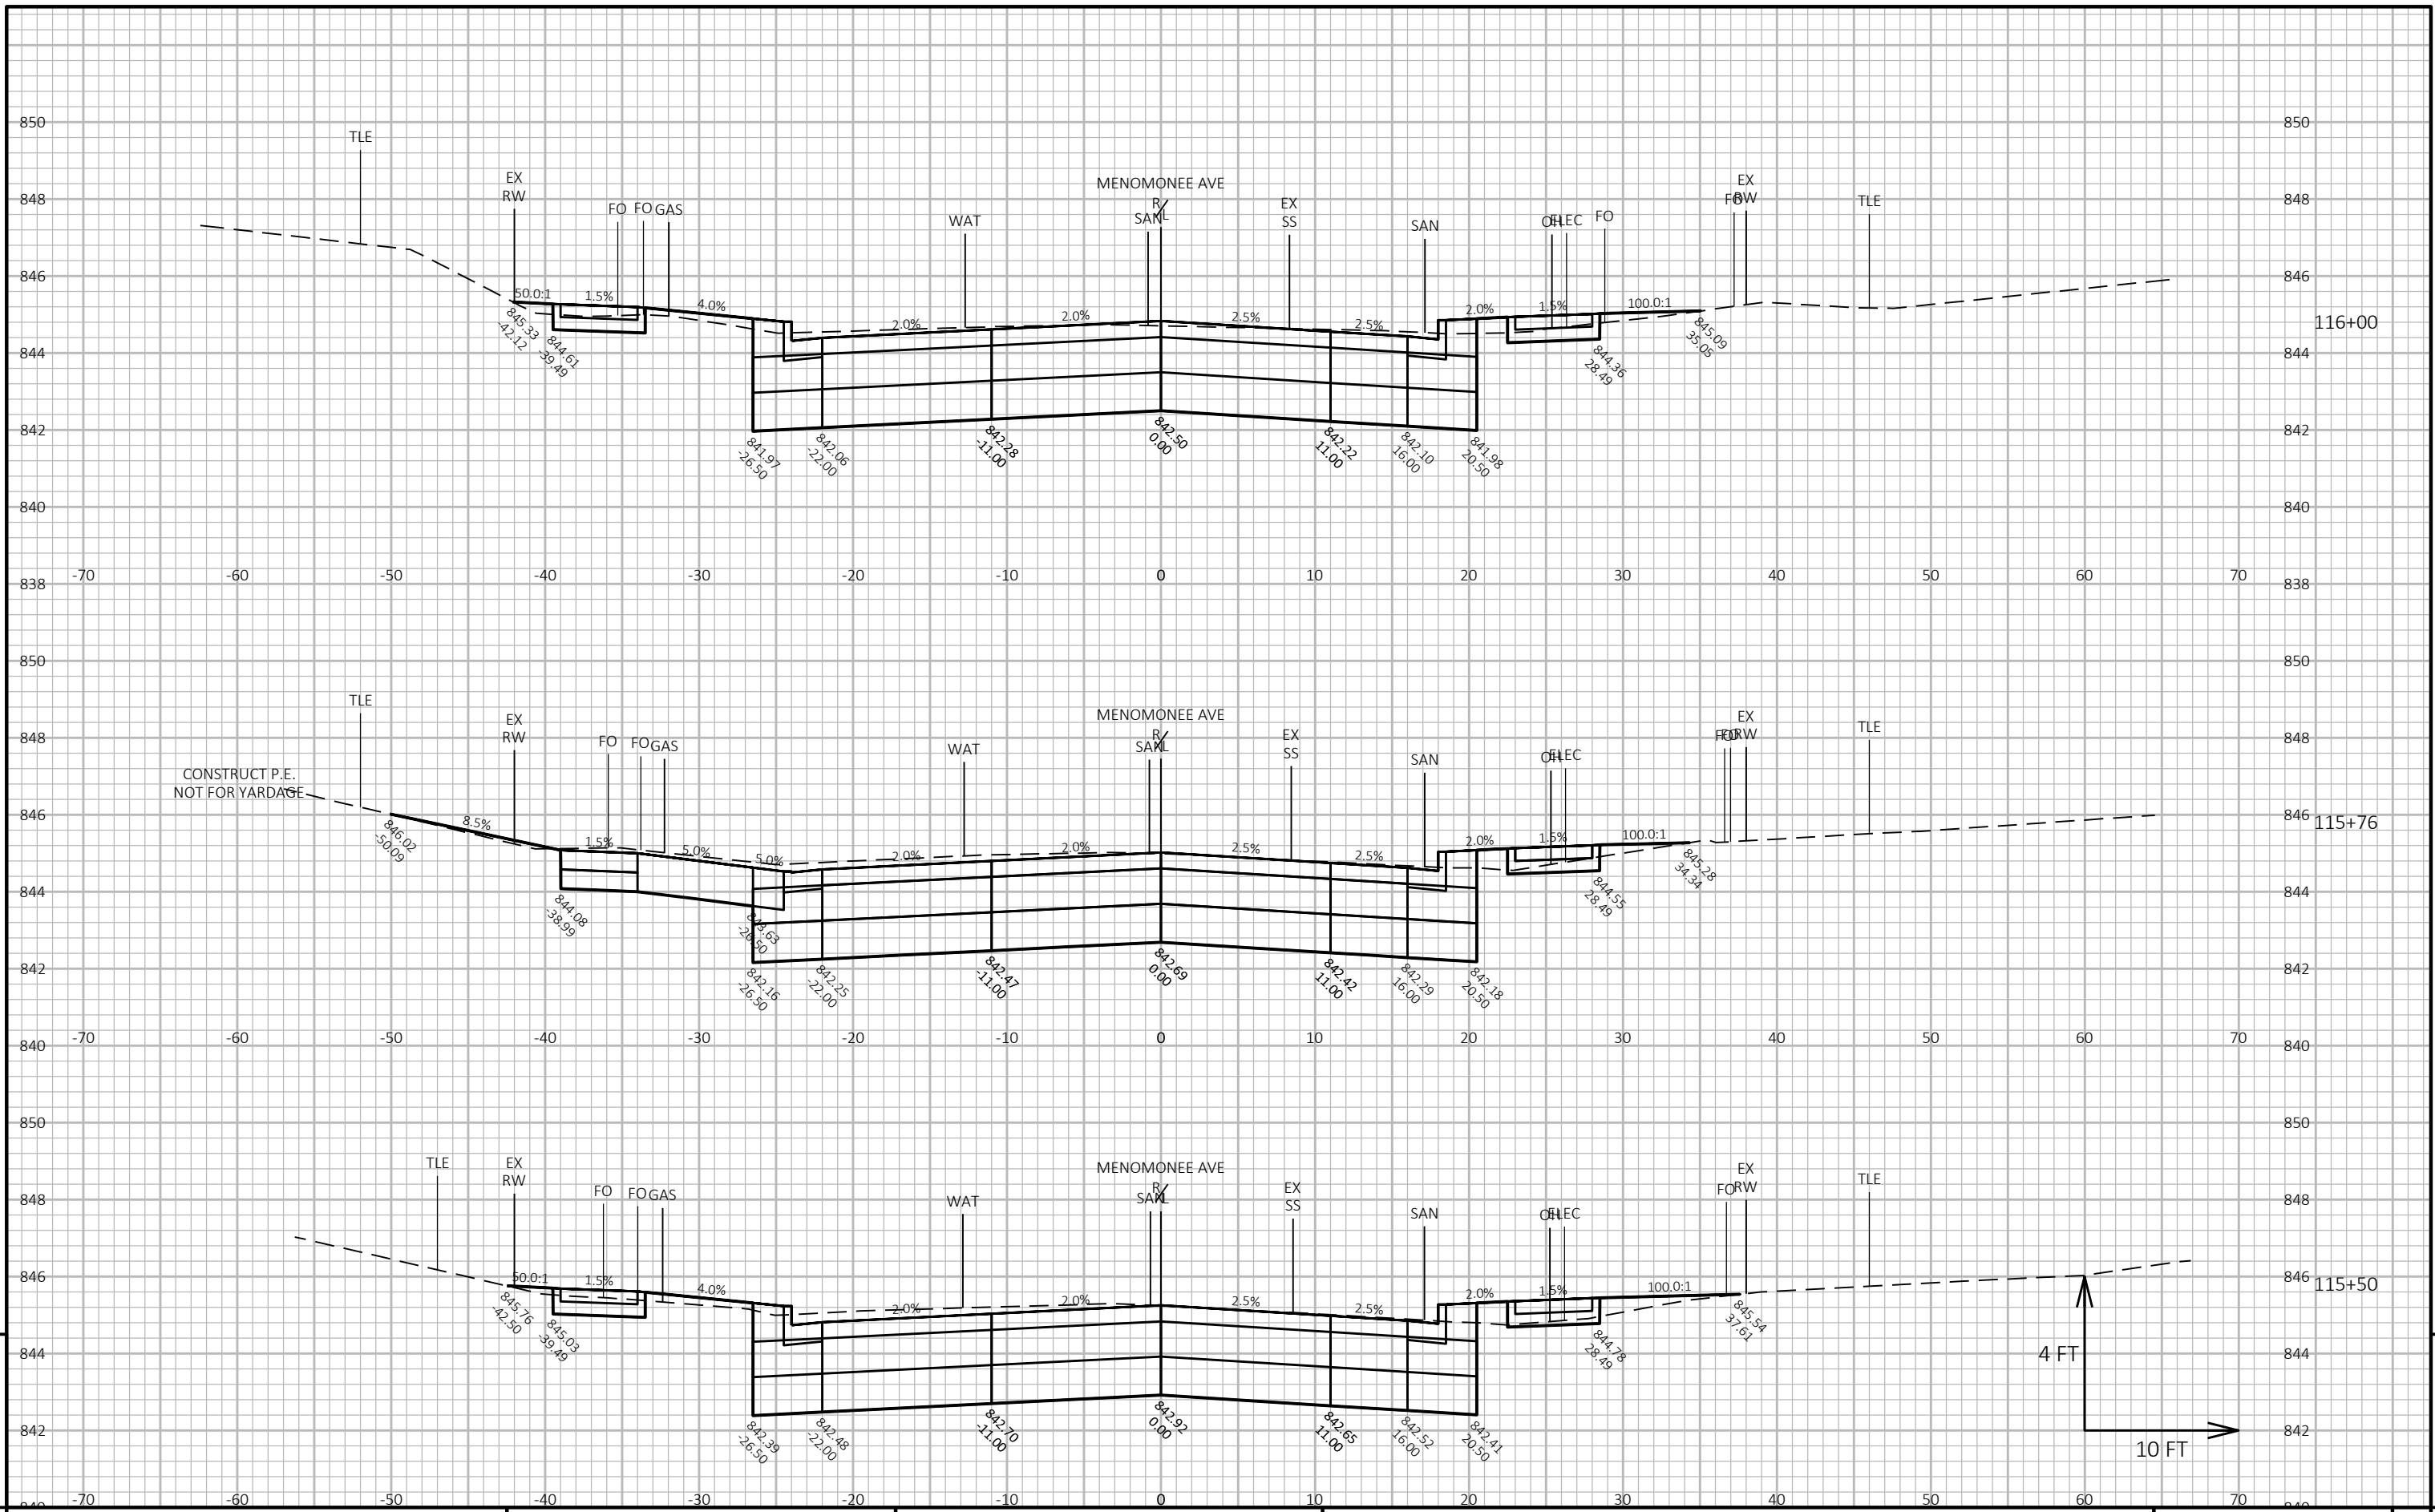 850 850
TLE
EX
RW
FO FO GAS
WAT
MENOMONEE AVE
R/L
SAN
EX
SS
SAN
OH ELEC FO
FO
EX
RW
TLE
848 848
846 846
50.0:1 1.5% 4.0% 2.0% 2.0% 2.5% 2.5% 2.0% 1.5% 100.0:1
845.33
-42.12
844.61
-39.49
844.36
28.49
845.09
35.05
116+00
844 844
842 842
841.97
-26.50
842.06
-22.00
842.28
-11.00
842.50
0.00
842.22
11.00
842.10
16.00
841.98
20.50
840 840
-70 -60 -50 -40 -30 -20 -10 0 10 20 30 40 50 60 70
838 838
850 850
TLE
EX
RW
FO FO GAS
WAT
MENOMONEE AVE
R/L
SAN
EX
SS
SAN
OH ELEC
FO FO
EX
RW
TLE
848 848
CONSTRUCT P.E.
NOT FOR YARDAGE
846 846
115+76
8.5% 1.5% 5.0% 5.0% 2.0% 2.0% 2.5% 2.5% 2.0% 1.5% 100.0:1
846.02
-50.09
844.08
-38.99
843.63
-26.50
844.55
28.49
845.28
34.34
844 844
842 842
842.16
-26.50
842.25
-22.00
842.47
-11.00
842.69
0.00
842.42
11.00
842.29
16.00
842.18
20.50
-70 -60 -50 -40 -30 -20 -10 0 10 20 30 40 50 60 70
840 840
850 850
TLE
EX
RW
FO FO GAS
WAT
MENOMONEE AVE
R/L
SAN
EX
SS
SAN
OH ELEC
FO
EX
RW
TLE
848 848
846 846
115+50
50.0:1 1.5% 4.0% 2.0% 2.0% 2.5% 2.5% 2.0% 1.5% 100.0:1
845.76
-42.50
845.03
-39.49
844.78
28.49
845.54
37.61
844 844
4 FT
842 842
10 FT
842.39
-26.50
842.48
-22.00
842.70
-11.00
842.92
0.00
842.65
11.00
842.52
16.00
842.41
20.50
-70 -60 -50 -40 -30 -20 -10 0 10 20 30 40 50 60 70
840 840